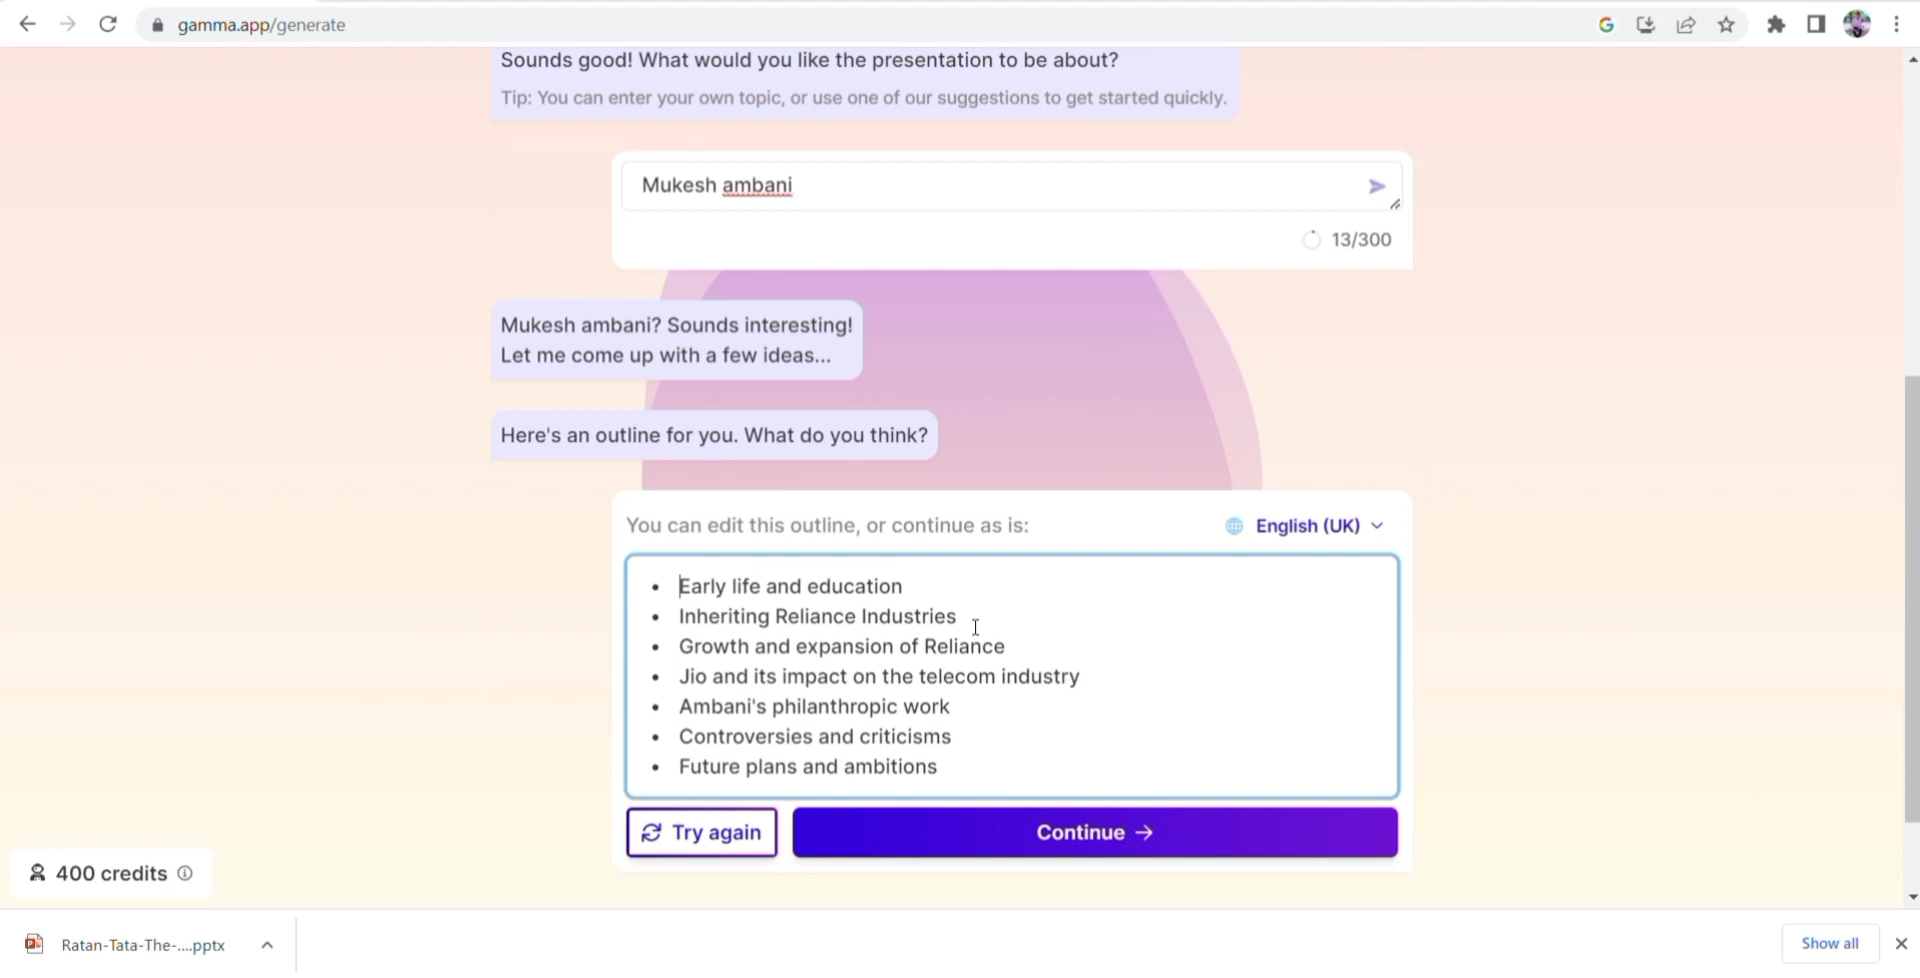 gamma.app/generate
Sounds good! What would you like the presentation to be about?
Tip: You can enter your own topic, or use one of our suggestions to get started quickly.
Mukesh ambani
13/300
Mukesh ambani? Sounds interesting!
Let me come up with a few ideas...
Here's an outline for you. What do you think?
You can edit this outline, or continue as is:
English (UK)
• Early life and education
• Inheriting Reliance Industries
• Growth and expansion of Reliance
• Jio and its impact on the telecom industry
• Ambani's philanthropic work
• Controversies and criticisms
• Future plans and ambitions
Try again
Continue →
400 credits
Ratan-Tata-The-....pptx
Show all